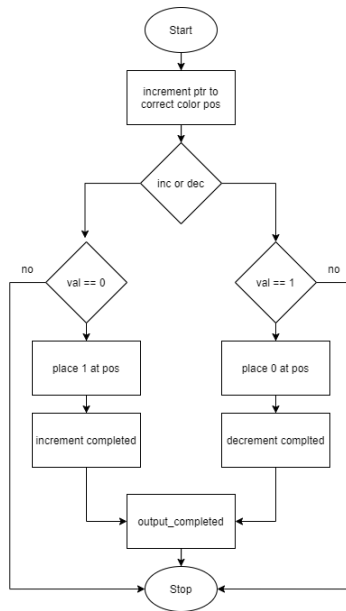 Start
increment ptr to
correct color pos
inc or dec
no
val == 0
val == 1
no
place 1 at pos
place 0 at pos
increment completed
decrement complted
output_completed
Stop